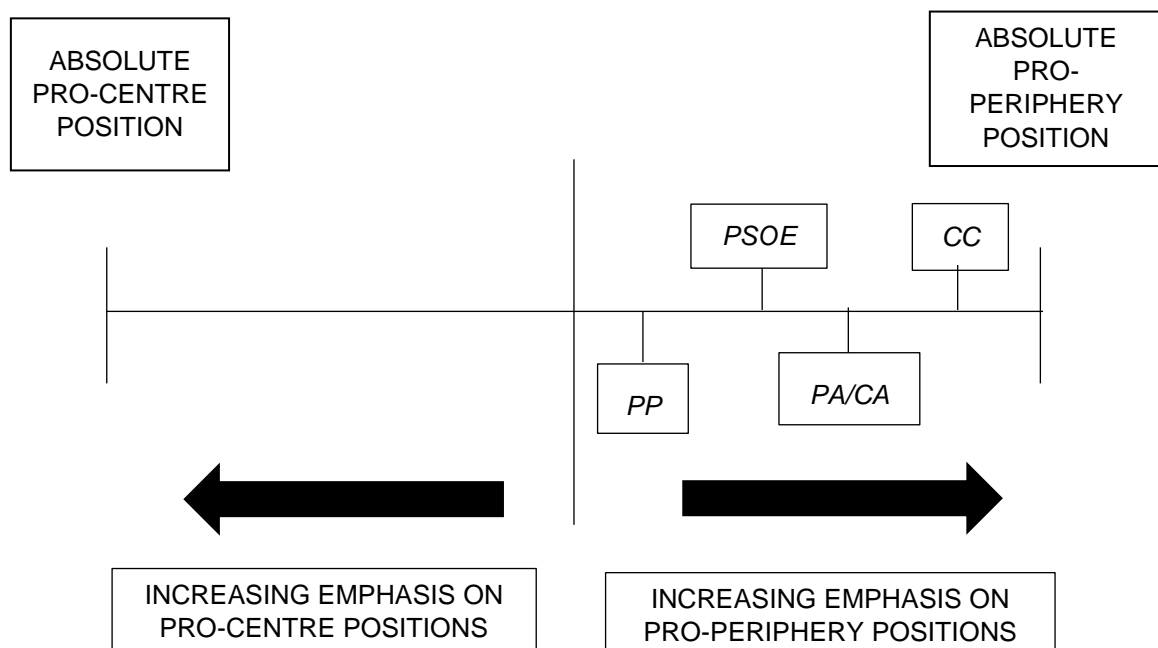 ABSOLUTE
PRO-CENTRE
POSITION
ABSOLUTE
PRO-
PERIPHERY
POSITION
PSOE
CC
PP
PA/CA
INCREASING EMPHASIS ON
PRO-CENTRE POSITIONS
INCREASING EMPHASIS ON
PRO-PERIPHERY POSITIONS